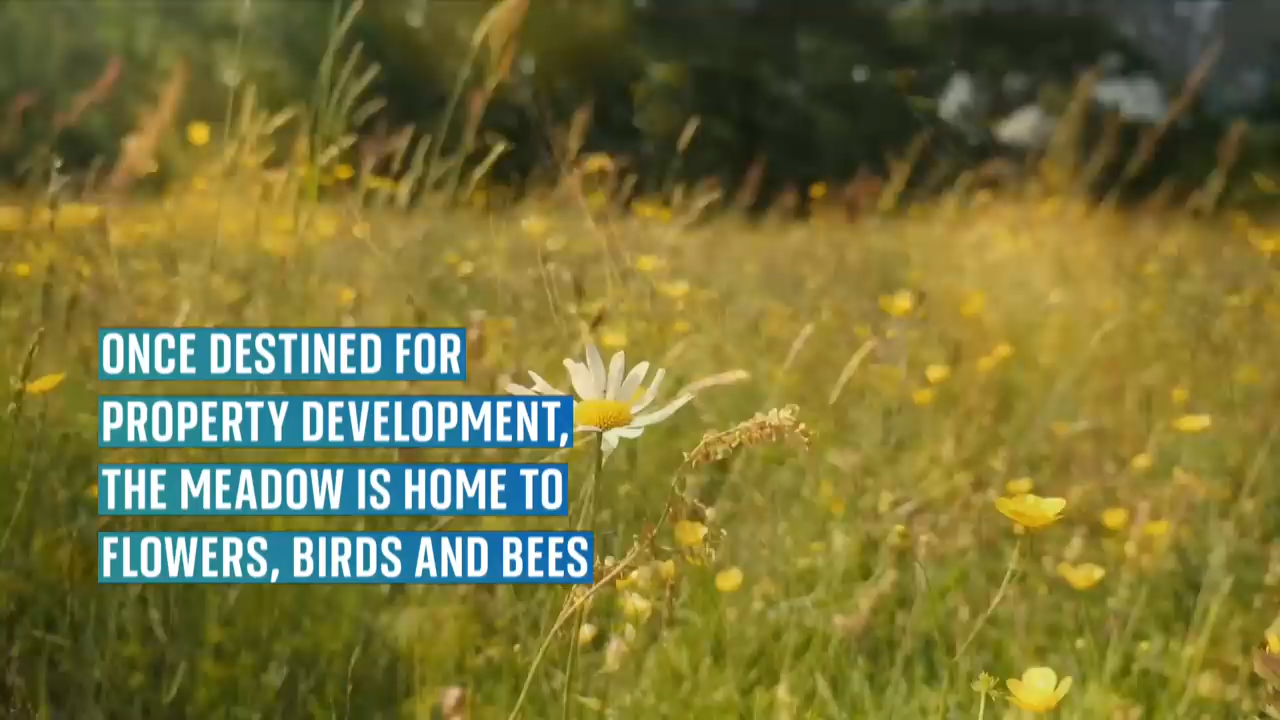 ONCE DESTINED FOR
PROPERTY DEVELOPMENT,
THE MEADOW IS HOME TO
FLOWERS, BIRDS AND BEES